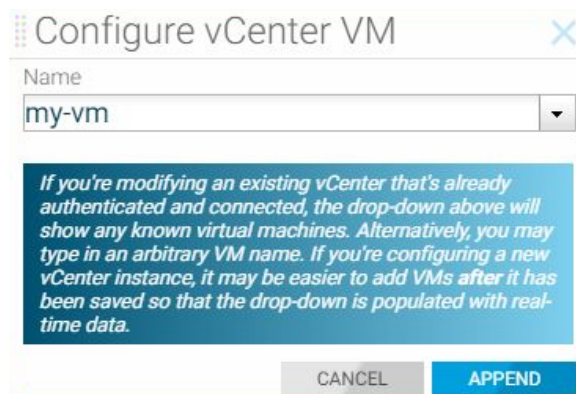 Configure vCenter VM
Name
my-vm
If you're modifying an existing vCenter that's already
authenticated and connected, the drop-down above will
show any known virtual machines. Alternatively, you may
type in an arbitrary VM name. If you're configuring a new
vCenter instance, it may be easier to add VMs after it has
been saved so that the drop-down is populated with real-
time data.
CANCEL
APPEND